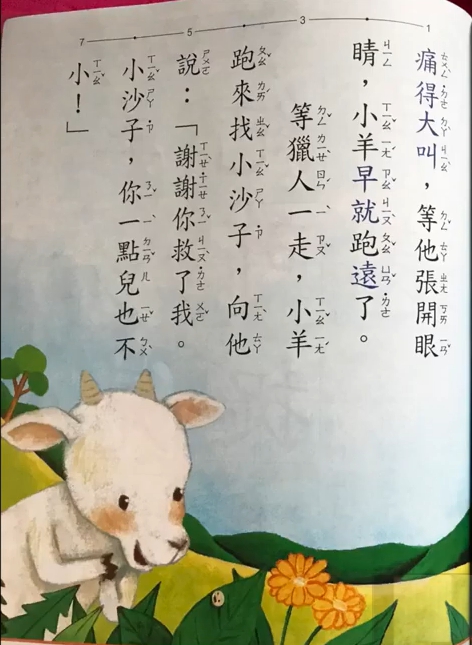 痛得大叫，等他張開眼
睛，小羊早就跑遠了。
等獵人一走，小羊
跑來找小沙子，向他
說：「謝謝你救了我。
小沙子，你一點兒也不
小！」
1
3
5
7